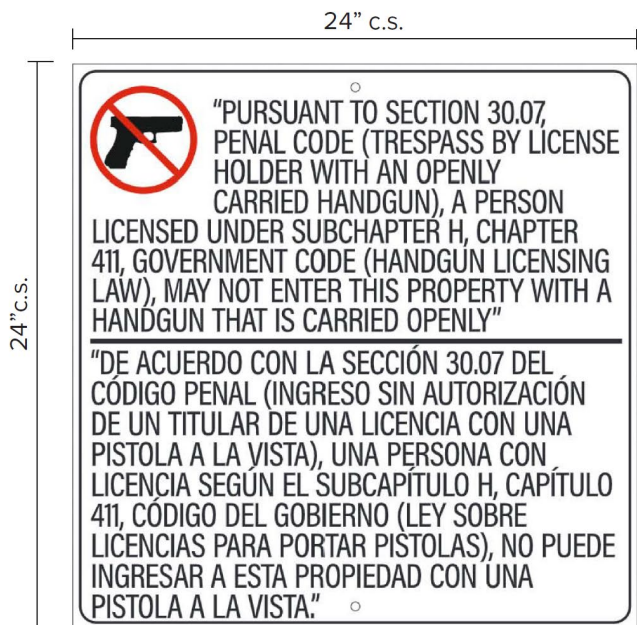 24” c.s.
24”c.s.
“PURSUANT TO SECTION 30.07,
PENAL CODE (TRESPASS BY LICENSE
HOLDER WITH AN OPENLY
CARRIED HANDGUN), A PERSON
LICENSED UNDER SUBCHAPTER H, CHAPTER
411, GOVERNMENT CODE (HANDGUN LICENSING
LAW), MAY NOT ENTER THIS PROPERTY WITH A
HANDGUN THAT IS CARRIED OPENLY”
“DE ACUERDO CON LA SECCIÓN 30.07 DEL
CÓDIGO PENAL (INGRESO SIN AUTORIZACIÓN
DE UN TITULAR DE UNA LICENCIA CON UNA
PISTOLA A LA VISTA), UNA PERSONA CON
LICENCIA SEGÚN EL SUBCAPÍTULO H, CAPÍTULO
411, CÓDIGO DEL GOBIERNO (LEY SOBRE
LICENCIAS PARA PORTAR PISTOLAS), NO PUEDE
INGRESAR A ESTA PROPIEDAD CON UNA
PISTOLA A LA VISTA.”